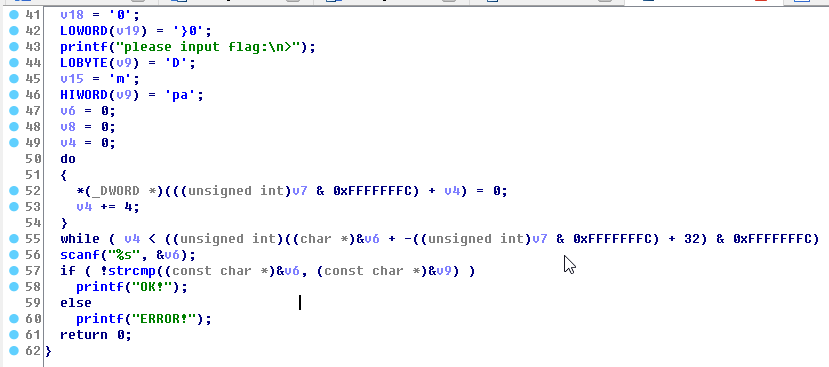 41 v18 = '0';
42 LOWORD(v19) = '}0';
43 printf("please input flag:\n>");
44 LOBYTE(v9) = 'D';
45 v15 = 'm';
46 HIWORD(v9) = 'pa';
47 v6 = 0;
48 v8 = 0;
49 v4 = 0;
50 do
51 {
52 *(_DWORD *)(((unsigned int)v7 & 0xFFFFFFFC) + v4) = 0;
53 v4 += 4;
54 }
55 while ( v4 < ((unsigned int)((char *)&v6 + -((unsigned int)v7 & 0xFFFFFFFC) + 32) & 0xFFFFFFFC)
56 scanf("%s", &v6);
57 if ( !strcmp((const char *)&v6, (const char *)&v9) )
58 printf("OK!");
59 else
60 printf("ERROR!");
61 return 0;
62 }